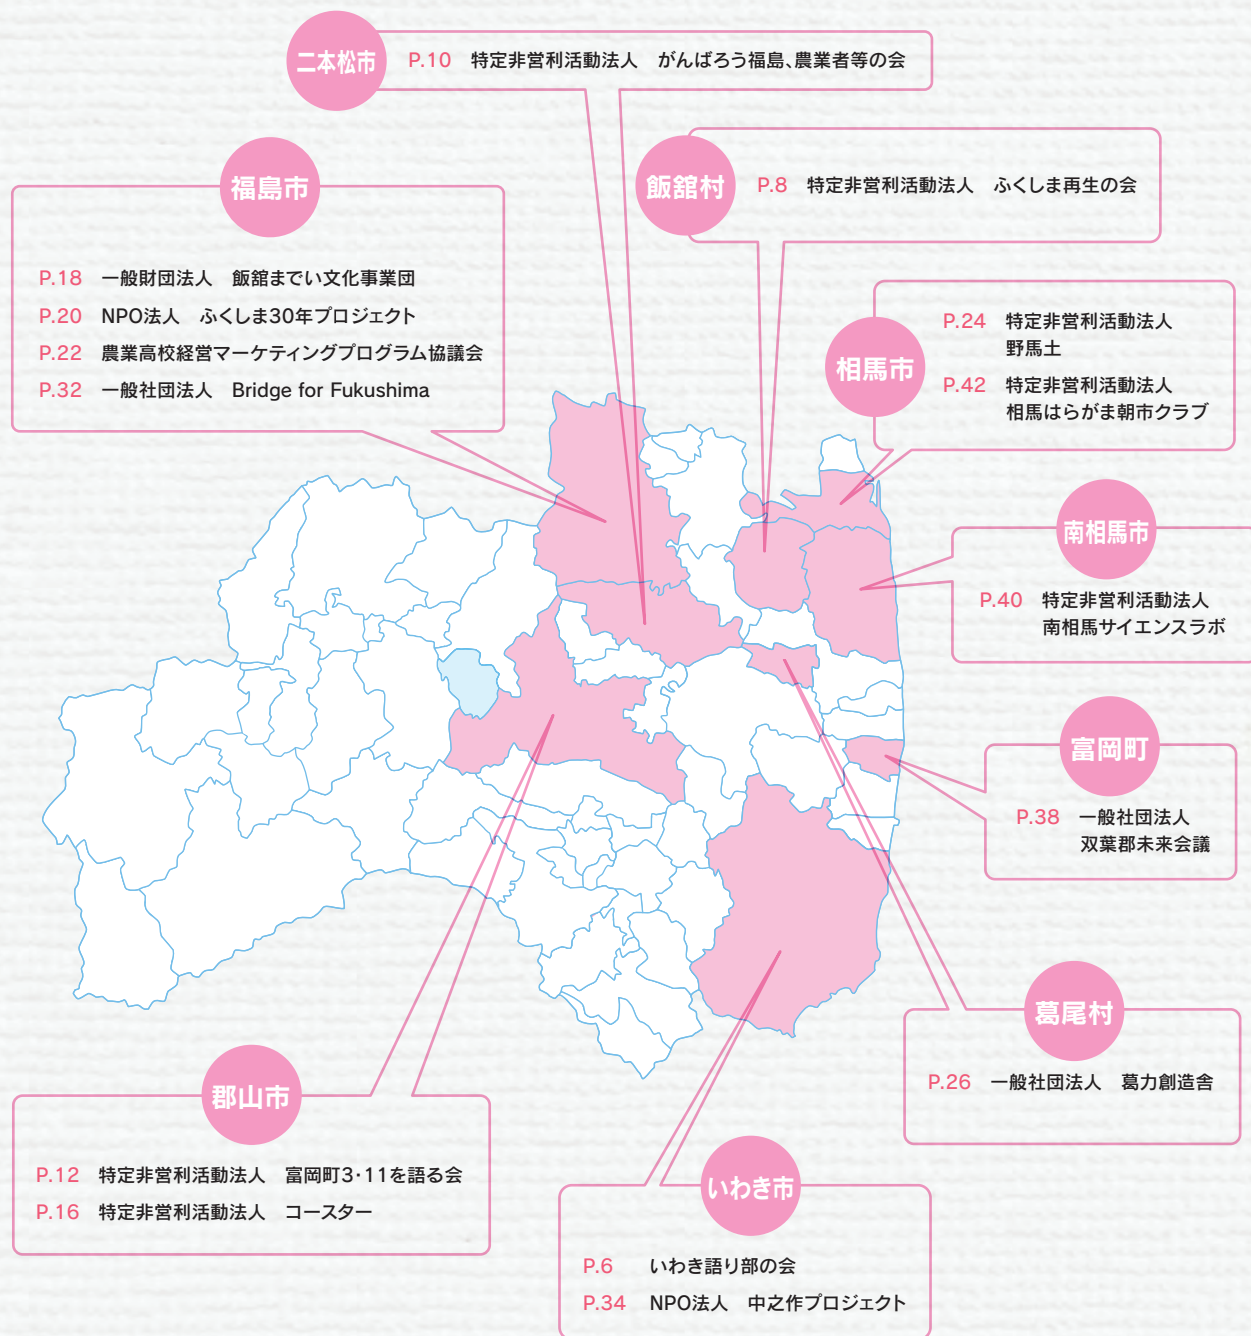 二本松市
P.10 特定非営利活動法人 がんばろう福島、農業者等の会
飯舘村
P.8 特定非営利活動法人 ふくしま再生の会
福島市
P.18 一般財団法人 飯舘までい文化事業団
P.20 NPO法人 ふくしま30年プロジェクト
P.22 農業高校経営マーケティングプログラム協議会
P.32 一般社団法人 Bridge for Fukushima
相馬市
P.24 特定非営利活動法人
野馬土
P.42 特定非営利活動法人
相馬はらがま朝市クラブ
南相馬市
P.40 特定非営利活動法人
南相馬サイエンスラボ
富岡町
P.38 一般社団法人
双葉郡未来会議
葛尾村
P.26 一般社団法人 葛力創造舎
郡山市
P.12 特定非営利活動法人 富岡町3・11を語る会
P.16 特定非営利活動法人 コースター
いわき市
P.6 いわき語り部の会
P.34 NPO法人 中之作プロジェクト